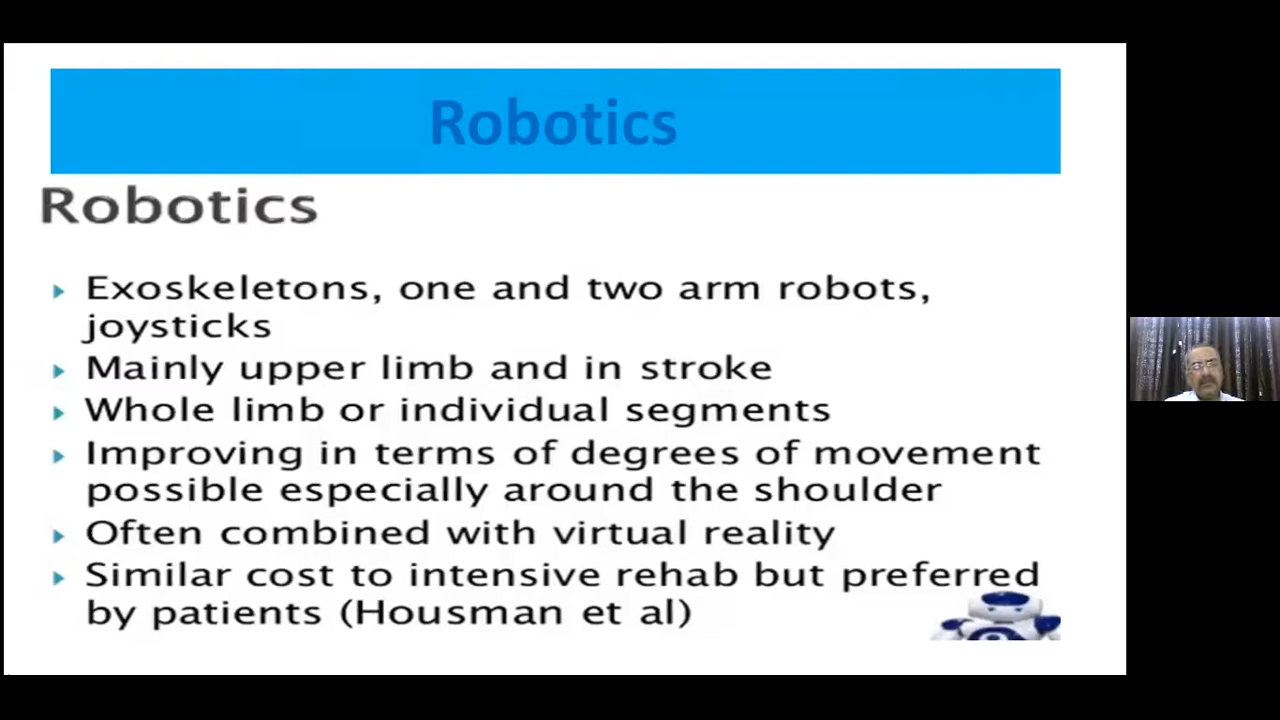 Robotics
Robotics
Exoskeletons, one and two arm robots,
joysticks
Mainly upper limb and in stroke
Whole limb or individual segments
Improving in terms of degrees of movement
possible especially around the shoulder
Often combined with virtual reality
Similar cost to intensive rehab but preferred
by patients (Housman et al)